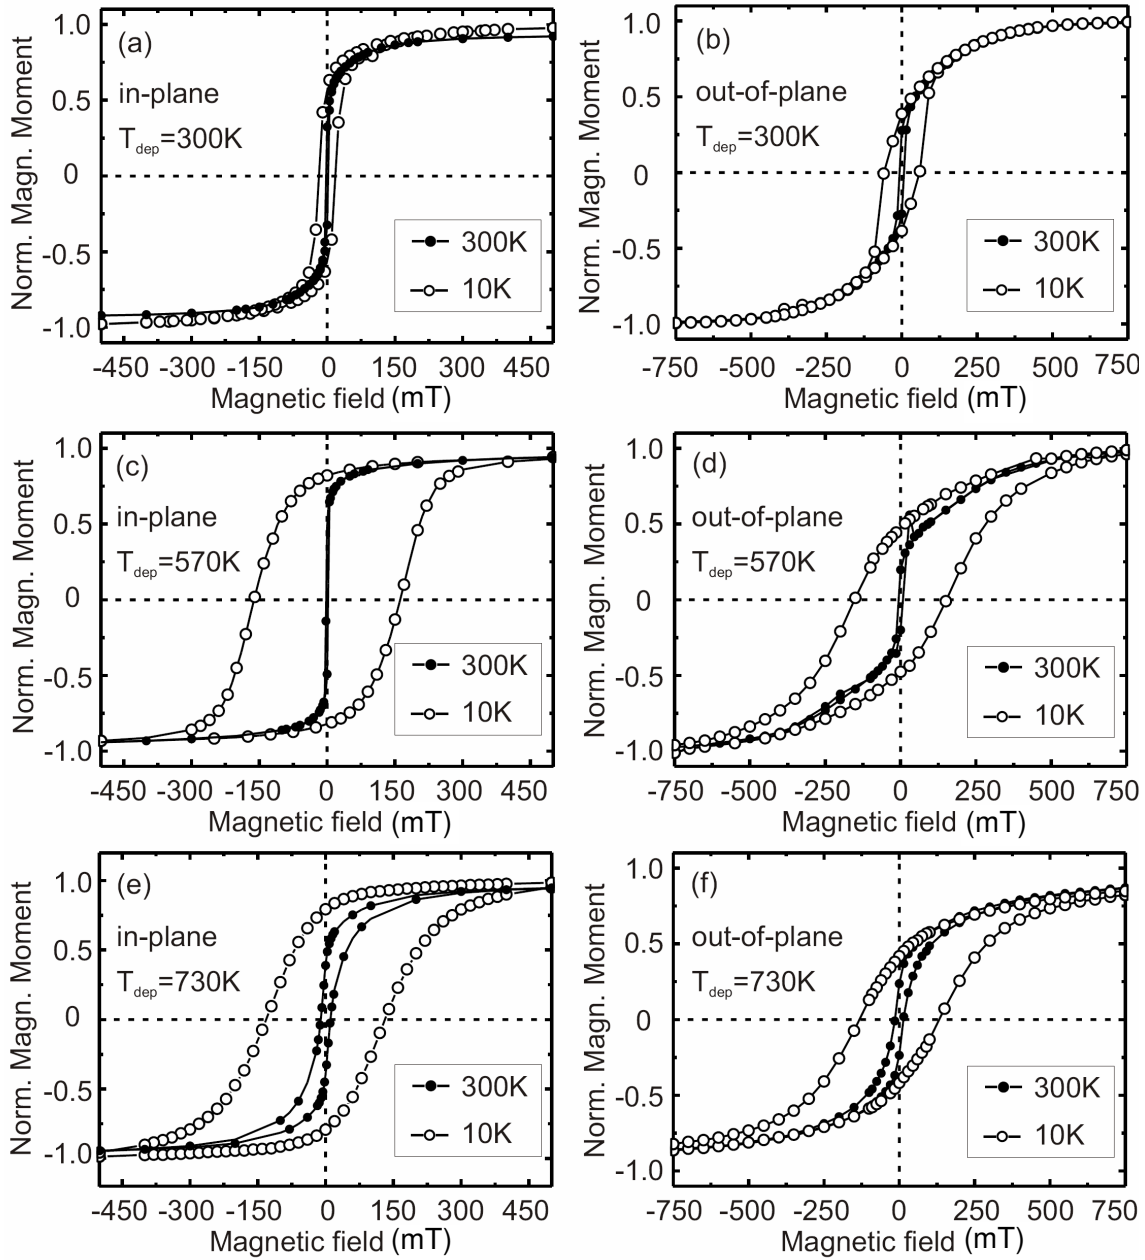 Norm. Magn. Moment
1.0
0.5
0
-0.5
-1.0
(a)
in-plane
Tdep=300K
300K
10K
-450 -300 -150 0 150 300 450
Magnetic field (mT)
Norm. Magn. Moment
1.0
0.5
0
-0.5
-1.0
(b)
out-of-plane
Tdep=300K
300K
10K
-750 -500 -250 0 250 500 750
Magnetic field (mT)
Norm. Magn. Moment
1.0
0.5
0
-0.5
-1.0
(c)
in-plane
Tdep=570K
300K
10K
-450 -300 -150 0 150 300 450
Magnetic field (mT)
Norm. Magn. Moment
1.0
0.5
0
-0.5
-1.0
(d)
out-of-plane
Tdep=570K
300K
10K
-750 -500 -250 0 250 500 750
Magnetic field (mT)
Norm. Magn. Moment
1.0
0.5
0
-0.5
-1.0
(e)
in-plane
Tdep=730K
300K
10K
-450 -300 -150 0 150 300 450
Magnetic field (mT)
Norm. Magn. Moment
1.0
0.5
0
-0.5
-1.0
(f)
out-of-plane
Tdep=730K
300K
10K
-750 -500 -250 0 250 500 750
Magnetic field (mT)